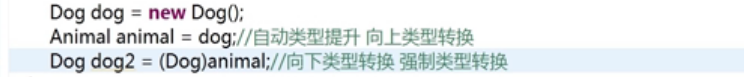 Dog dog = new Dog();
Animal animal = dog;//自动类型提升 向上类型转换
Dog dog2 = (Dog)animal;//向下类型转换 强制类型转换